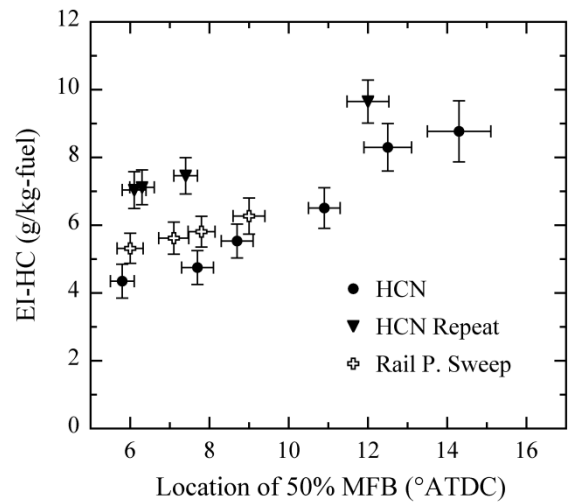 12
10
8
6
4
2
0
EI-HC (g/kg-fuel)
HCN
HCN Repeat
Rail P. Sweep
6 8 10 12 14 16
Location of 50% MFB (°ATDC)